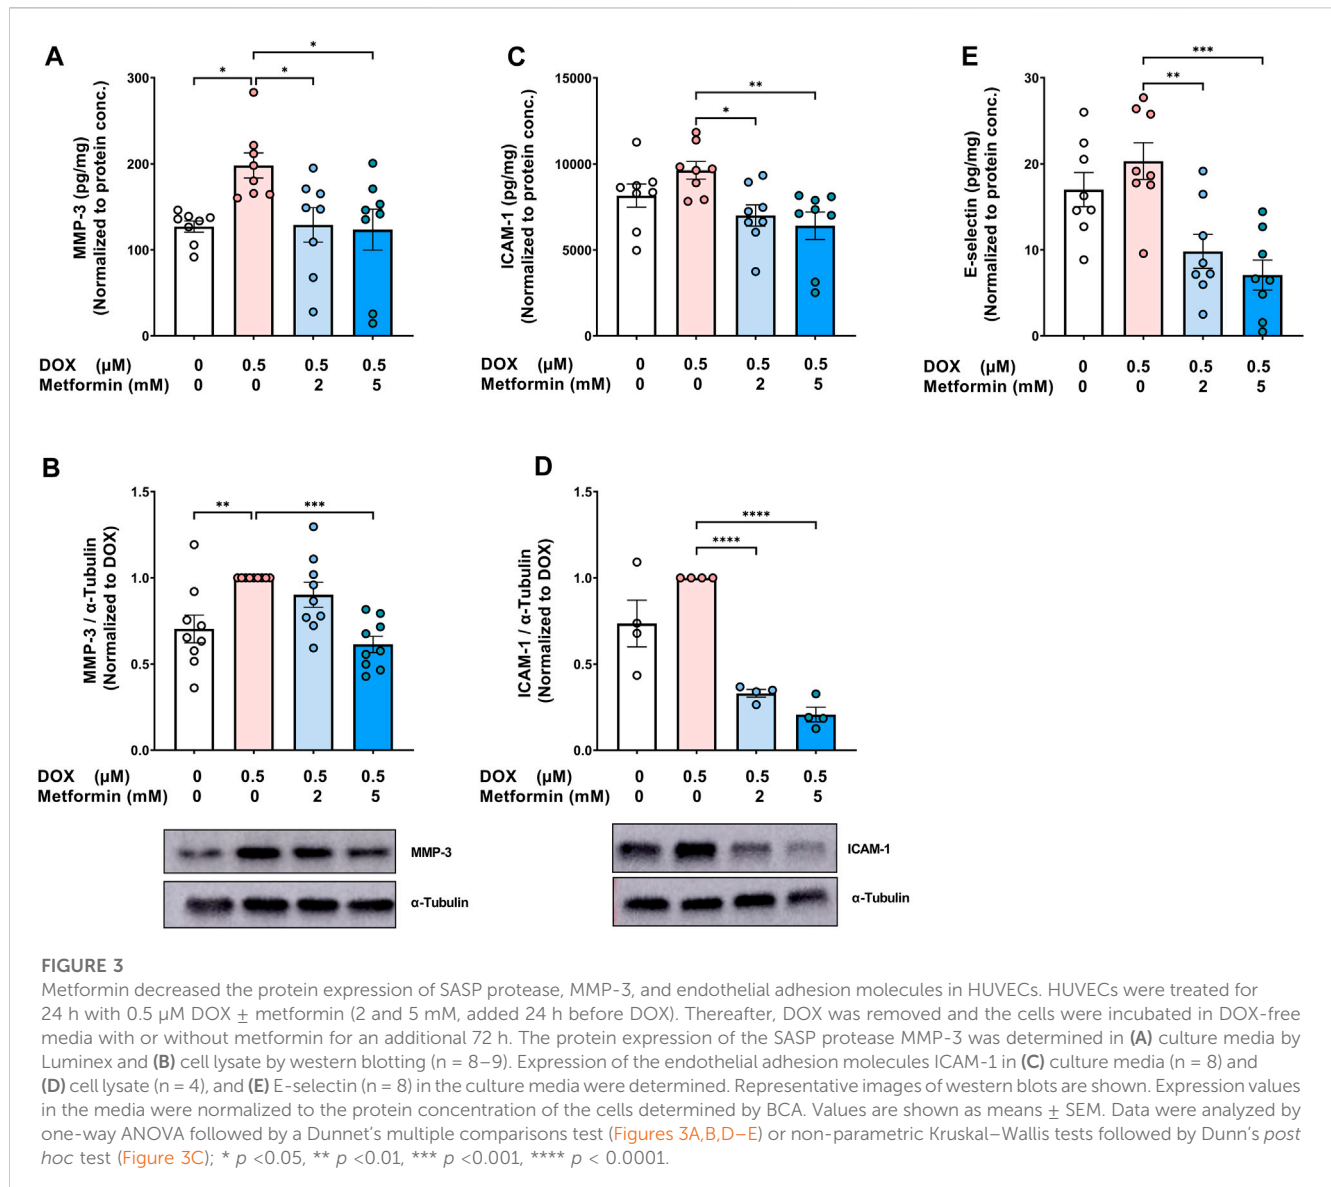 A
*
*
*
300
200
100
0
MMP-3 (pg/mg)
(Normalized to protein conc.)
DOX (µM) 0 0.5 0.5 0.5
Metformin (mM) 0 0 2 5
C
**
*
15000
10000
5000
0
ICAM-1 (pg/mg)
(Normalized to protein conc.)
DOX (µM) 0 0.5 0.5 0.5
Metformin (mM) 0 0 2 5
E
***
**
30
20
10
0
E-selectin (pg/mg)
(Normalized to protein conc.)
DOX (µM) 0 0.5 0.5 0.5
Metformin (mM) 0 0 2 5
B
**
***
1.5
1.0
0.5
0.0
MMP-3 / α-Tubulin
(Normalized to DOX)
DOX (µM) 0 0.5 0.5 0.5
Metformin (mM) 0 0 2 5
MMP-3
α-Tubulin
D
****
****
1.5
1.0
0.5
0.0
ICAM-1 / α-Tubulin
(Normalized to DOX)
DOX (µM) 0 0.5 0.5 0.5
Metformin (mM) 0 0 2 5
ICAM-1
α-Tubulin
FIGURE 3
Metformin decreased the protein expression of SASP protease, MMP-3, and endothelial adhesion molecules in HUVECs. HUVECs were treated for
24 h with 0.5 µM DOX ± metformin (2 and 5 mM, added 24 h before DOX). Thereafter, DOX was removed and the cells were incubated in DOX-free
media with or without metformin for an additional 72 h. The protein expression of the SASP protease MMP-3 was determined in (A) culture media by
Luminex and (B) cell lysate by western blotting (n = 8–9). Expression of the endothelial adhesion molecules ICAM-1 in (C) culture media (n = 8) and
(D) cell lysate (n = 4), and (E) E-selectin (n = 8) in the culture media were determined. Representative images of western blots are shown. Expression values
in the media were normalized to the protein concentration of the cells determined by BCA. Values are shown as means ± SEM. Data were analyzed by
one-way ANOVA followed by a Dunnet's multiple comparisons test (Figures 3A,B,D–E) or non-parametric Kruskal–Wallis tests followed by Dunn's post
hoc test (Figure 3C); * p <0.05, ** p <0.01, *** p <0.001, **** p < 0.0001.